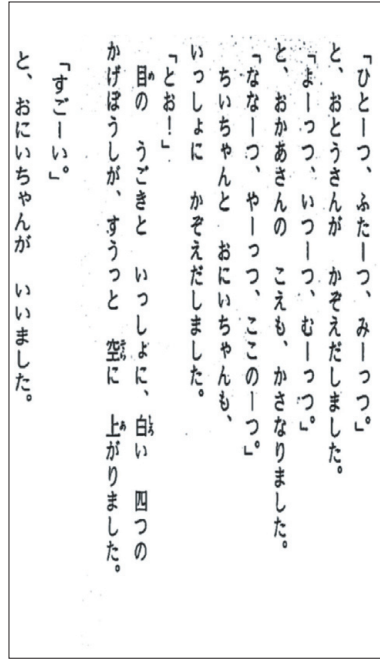 「ひとーつ、ふたーつ、みーっつ。」
と、おとうさんが かぞえだしました。
「よーっつ、いつーつ、むーっつ。」
と、おかあさんの こえも、かさなりました。
「ななーつ、やーっつ、ここのーつ。」
ちいちゃんと おにいちゃんも、
いっしょに かぞえだしました。
「とお！」
目の うごきと いっしょに、白い 四つの
かげぼうしが、すうっと 空に 上がりました。
「すごーい。」
と、おにいちゃんが いいました。